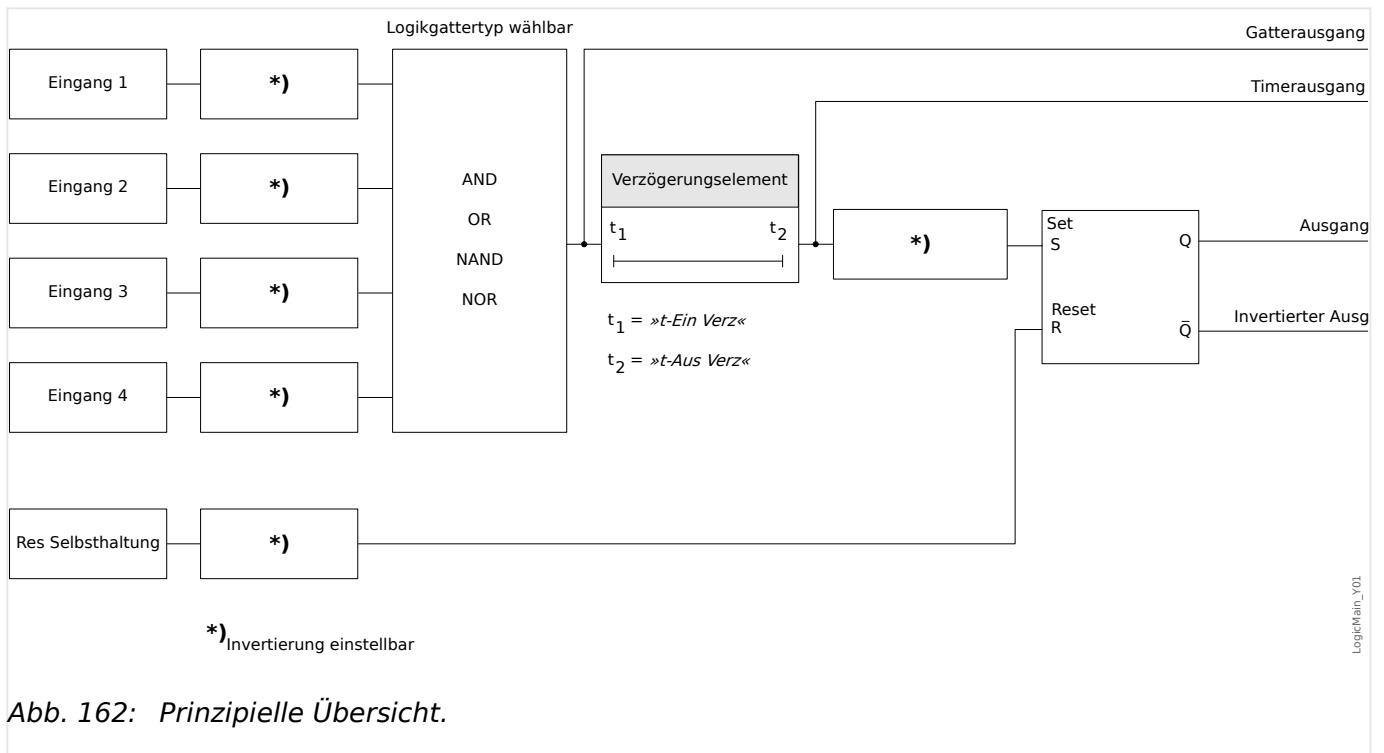 Logikgattertyp wählbar
Gatterausgang
Timerausgang
Eingang 1
*)
Eingang 2
*)
AND
OR
NAND
NOR
Verzögerungselement
t1
t2
*)
Set
S
Q
Ausgang
Eingang 3
*)
t1 = »t-Ein Verz«
t2 = »t-Aus Verz«
Reset
R
Q̅
Invertierter Ausg
Eingang 4
*)
Res Selbsthaltung
*)
*) Invertierung einstellbar
LogicMain_Y01
Abb. 162: Prinzipielle Übersicht.